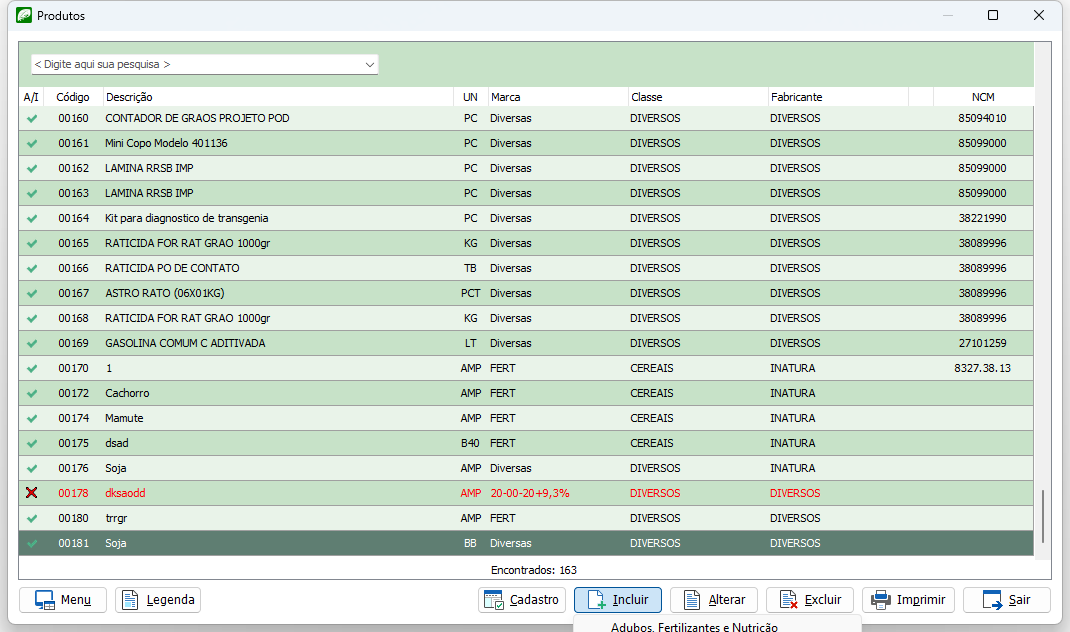 Produtos
< Digite aqui sua pesquisa >
A/I Código Descrição UN Marca Classe Fabricante NCM
00160 CONTADOR DE GRAOS PROJETO POD PC Diversas DIVERSOS DIVERSOS 85094010
00161 Mini Copo Modelo 401136 PC Diversas DIVERSOS DIVERSOS 85099000
00162 LAMINA RRSB IMP PC Diversas DIVERSOS DIVERSOS 85099000
00163 LAMINA RRSB IMP PC Diversas DIVERSOS DIVERSOS 85099000
00164 Kit para diagnostico de transgenia PC Diversas DIVERSOS DIVERSOS 38221990
00165 RATICIDA FOR RAT GRAO 1000gr KG Diversas DIVERSOS DIVERSOS 38089996
00166 RATICIDA PO DE CONTATO TB Diversas DIVERSOS DIVERSOS 38089996
00167 ASTRO RATO (06X01KG) PCT Diversas DIVERSOS DIVERSOS 38089996
00168 RATICIDA FOR RAT GRAO 1000gr KG Diversas DIVERSOS DIVERSOS 38089996
00169 GASOLINA COMUM C ADITIVADA LT Diversas DIVERSOS DIVERSOS 27101259
00170 1 AMP FERT CEREAIS INATURA 8327.38.13
00172 Cachorro AMP FERT CEREAIS INATURA
00174 Mamute AMP FERT CEREAIS INATURA
00175 dsad B40 FERT CEREAIS INATURA
00176 Soja AMP Diversas DIVERSOS INATURA
00178 dksaodd AMP 20-00-20+9,3% DIVERSOS DIVERSOS
00180 trrgr AMP FERT DIVERSOS DIVERSOS
00181 Soja BB Diversas DIVERSOS DIVERSOS
Encontrados: 163
Menu Legenda Cadastro Incluir Alterar Excluir Imprimir Sair
Adubos, Fertilizantes e Nutrição